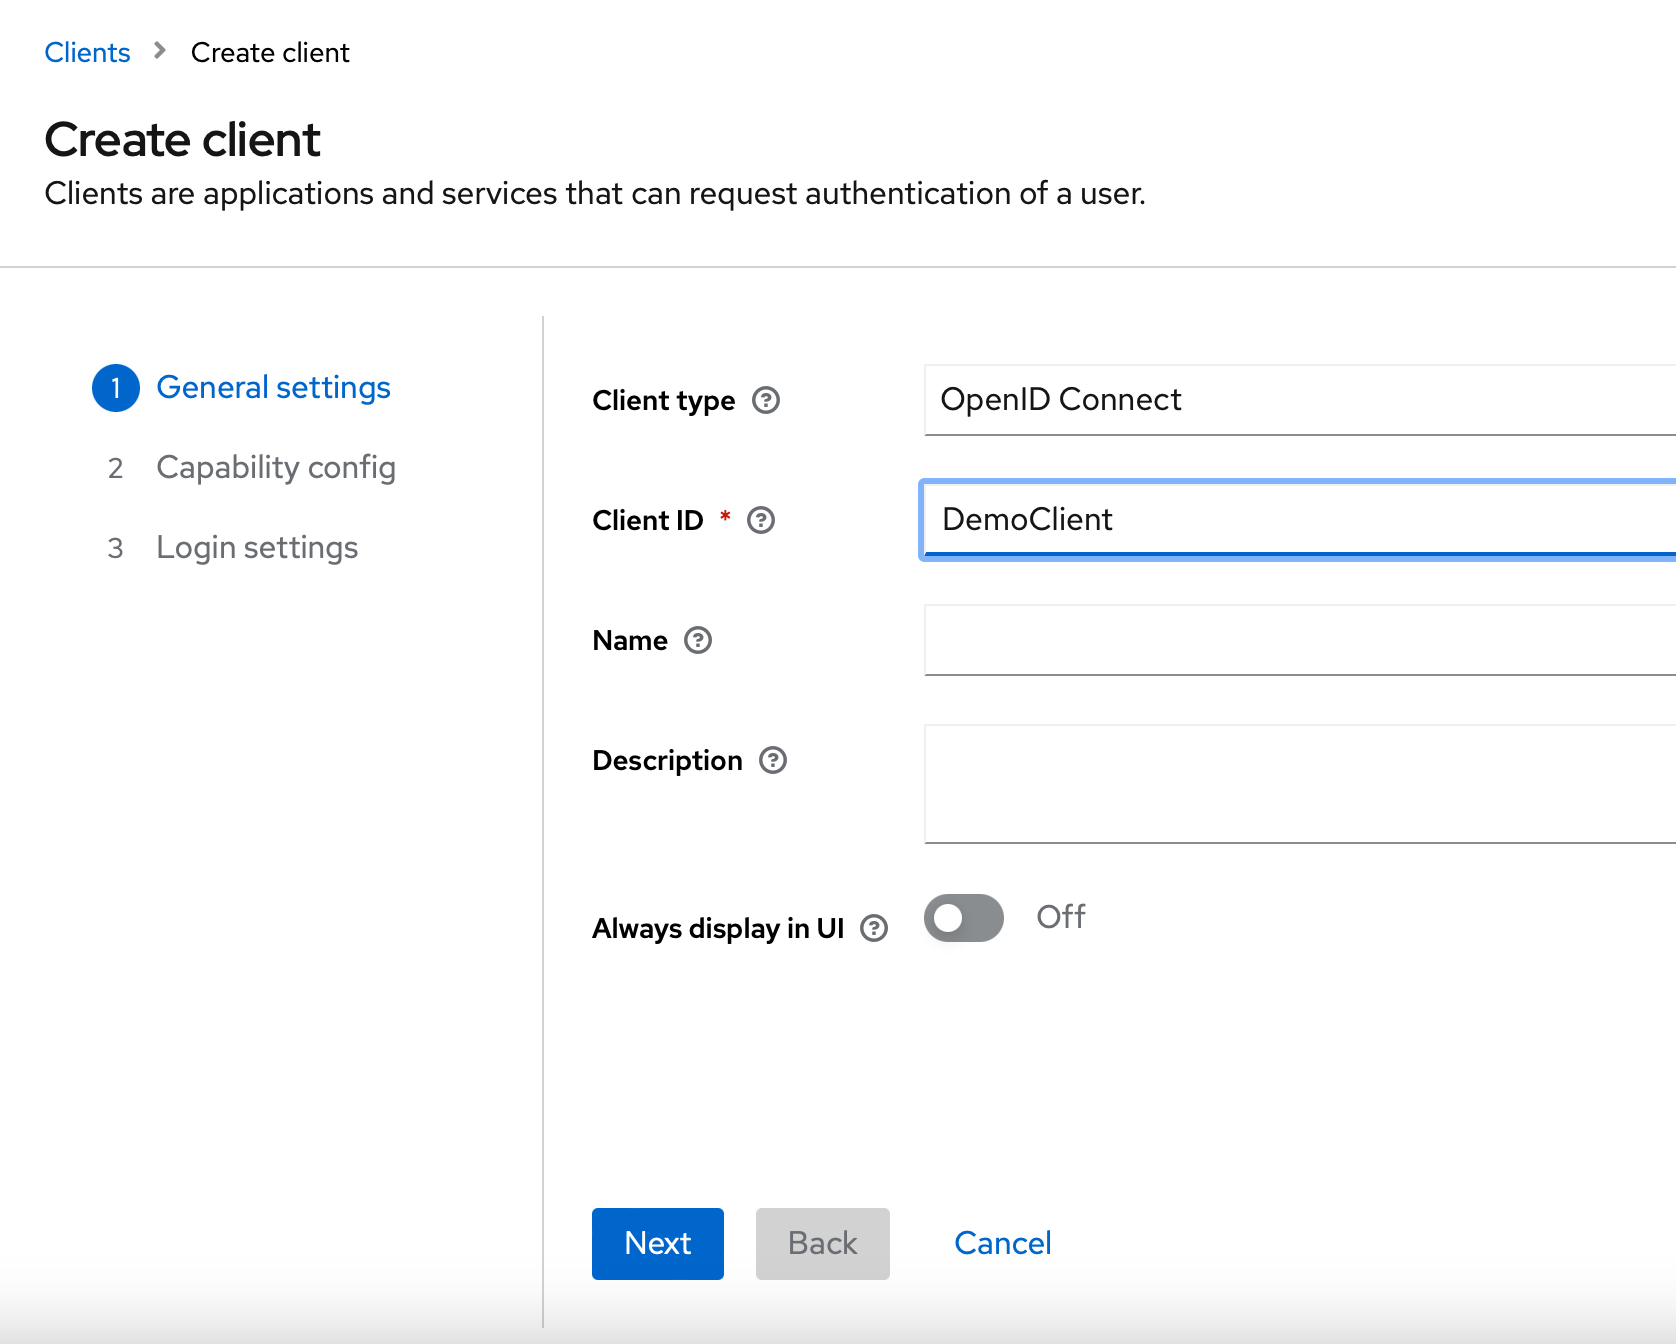 Clients > Create client
Create client
Clients are applications and services that can request authentication of a user.
1 General settings
2 Capability config
3 Login settings
Client type ?
OpenID Connect
Client ID * ?
DemoClient
Name ?
Description ?
Always display in UI ?
Off
Next Back Cancel